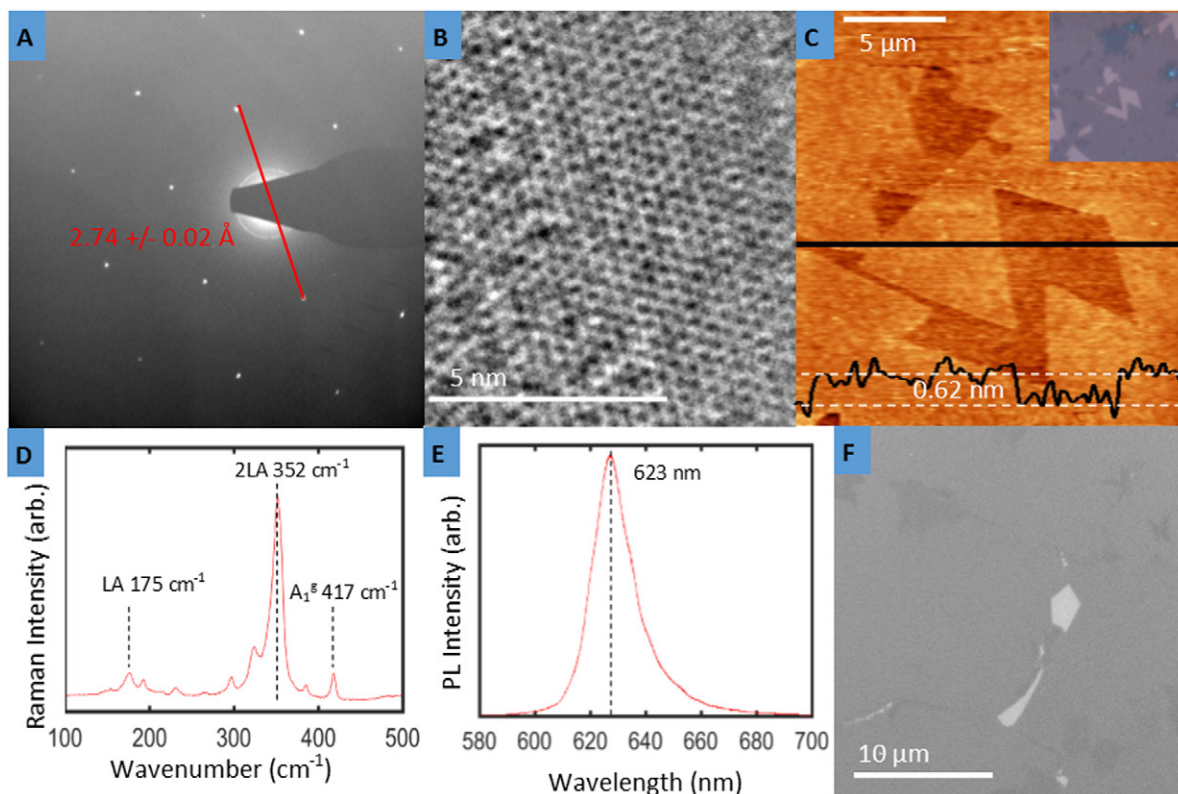 A
2.74 +/- 0.02 Å
B
5 nm
C
5 µm
0.62 nm
D
Raman Intensity (arb.)
2LA 352 cm⁻¹
LA 175 cm⁻¹
A₁ᵍ 417 cm⁻¹
100 200 300 400 500
Wavenumber (cm⁻¹)
E
PL Intensity (arb.)
623 nm
580 600 620 640 660 680 700
Wavelength (nm)
F
10 µm